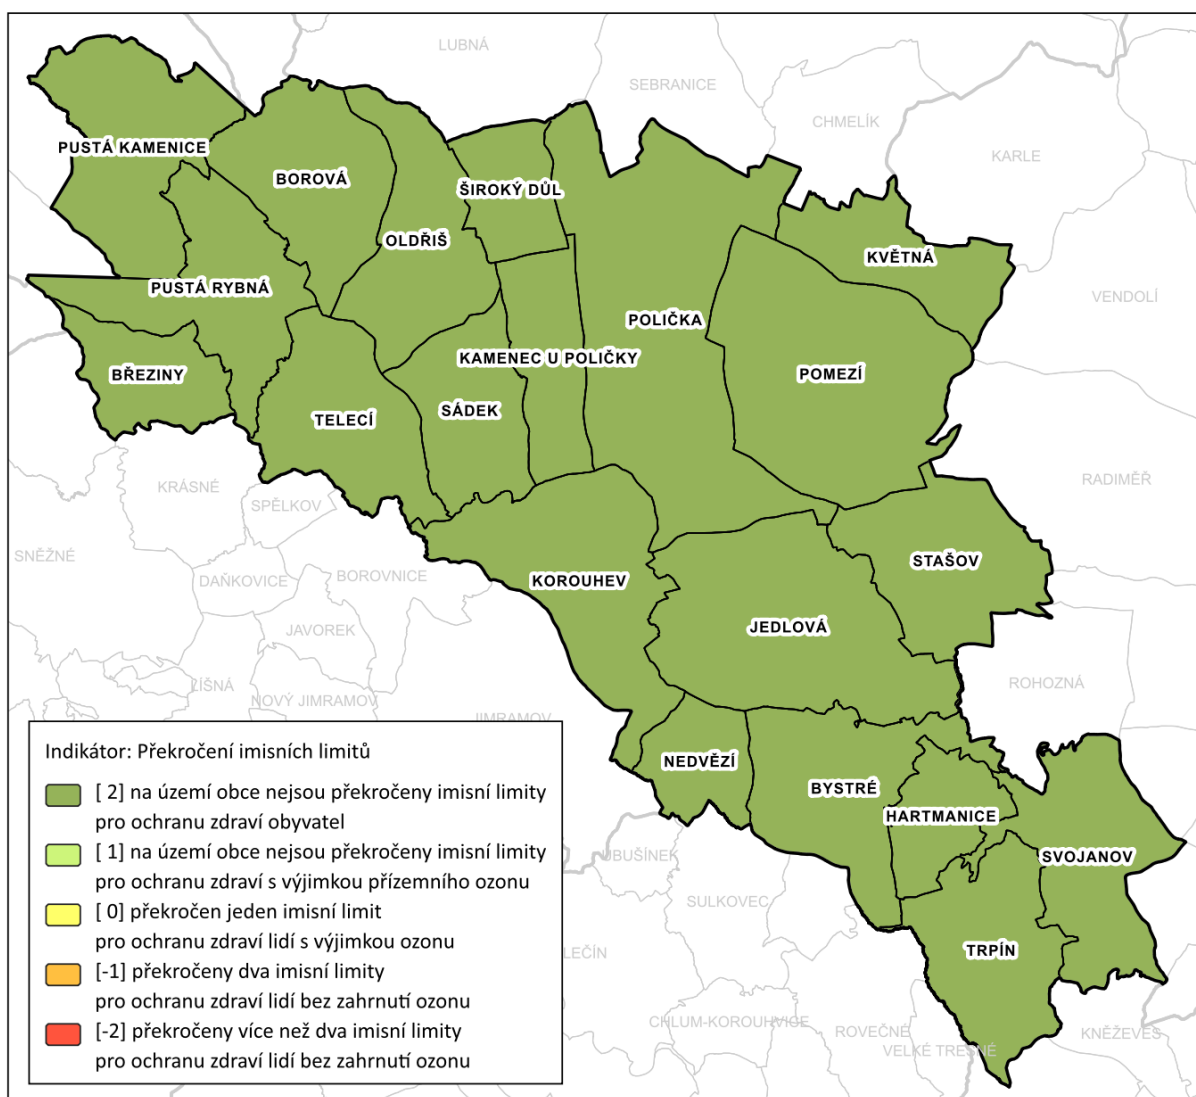 LUBNÁ
SEBRANICE
CHMELÍK
KARLE
PUSTÁ KAMENICE
BOROVÁ
ŠIROKÝ DŮL
OLDŘIŠ
KVĚTNÁ
PUSTÁ RYBNÁ
VENDOLÍ
POLIČKA
KAMENEC U POLIČKY
BŘEZINY
POMEZÍ
TELECÍ
SÁDEK
KRÁSNÉ
RADIMĚŘ
SPĚLKOV
SNĚŽNÉ
STAŠOV
DAŇKOVICE
BOROVNICE
KOROUHEV
JAVOREK
JEDLOVÁ
LÍŠNÁ
ROHOZNÁ
NOVÝ JIMRAMOV
JIMRAMOV
NEDVĚZÍ
BYSTRÉ
HARTMANICE
UBUŠÍNEK
SVOJANOV
SULKOVEC
LEČÍN
TRPÍN
CHLUM-KOROUHVICE
ROVEČNÉ
KNĚŽEVES
VELKÉ TRESNÉ
Indikátor: Překročení imisních limitů
[ 2] na území obce nejsou překročeny imisní limity
pro ochranu zdraví obyvatel
[ 1] na území obce nejsou překročeny imisní limity
pro ochranu zdraví s výjimkou přízemního ozonu
[ 0] překročen jeden imisní limit
pro ochranu zdraví lidí s výjimkou ozonu
[-1] překročeny dva imisní limity
pro ochranu zdraví lidí bez zahrnutí ozonu
[-2] překročeny více než dva imisní limity
pro ochranu zdraví lidí bez zahrnutí ozonu